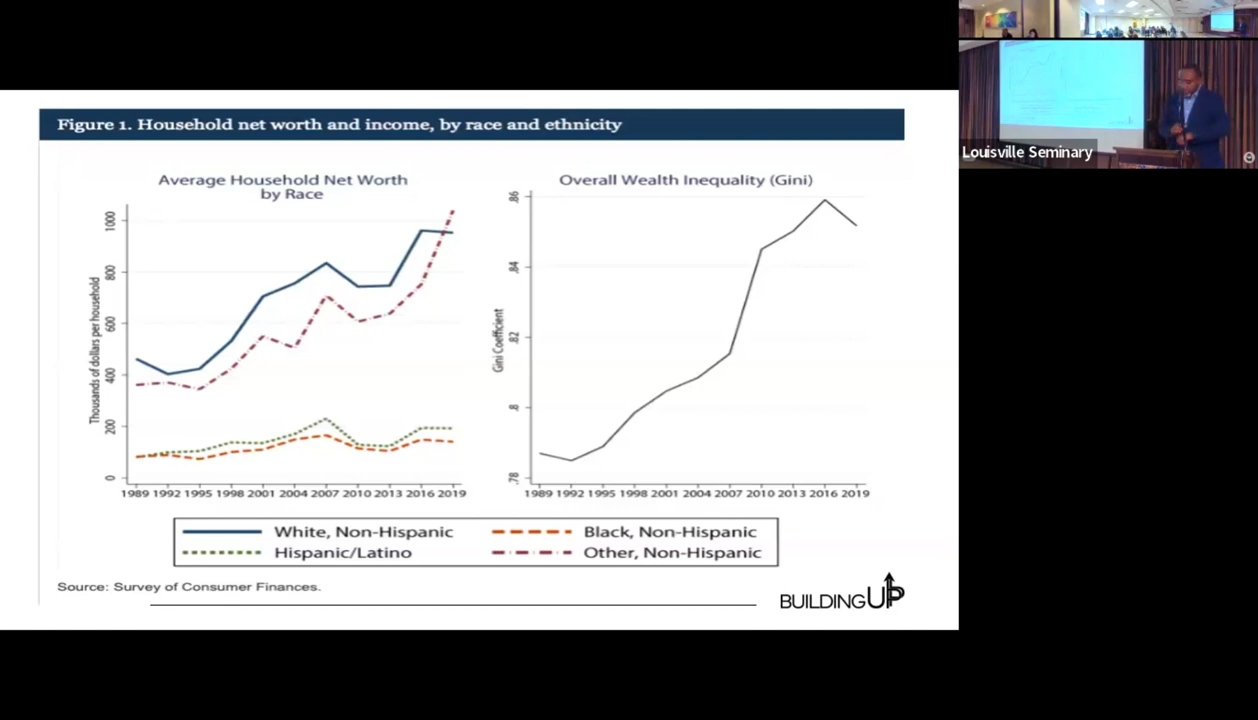 Figure 1. Household net worth and income, by race and ethnicity
Average Household Net Worth
by Race
Thousands of dollars per household
1000
800
600
400
200
0
1989 1992 1995 1998 2001 2004 2007 2010 2013 2016 2019
Overall Wealth Inequality (Gini)
Gini Coefficient
.86
.84
.82
.8
.78
1989 1992 1995 1998 2001 2004 2007 2010 2013 2016 2019
White, Non-Hispanic
Black, Non-Hispanic
Hispanic/Latino
Other, Non-Hispanic
Source: Survey of Consumer Finances.
BUILDING UP
Louisville Seminary